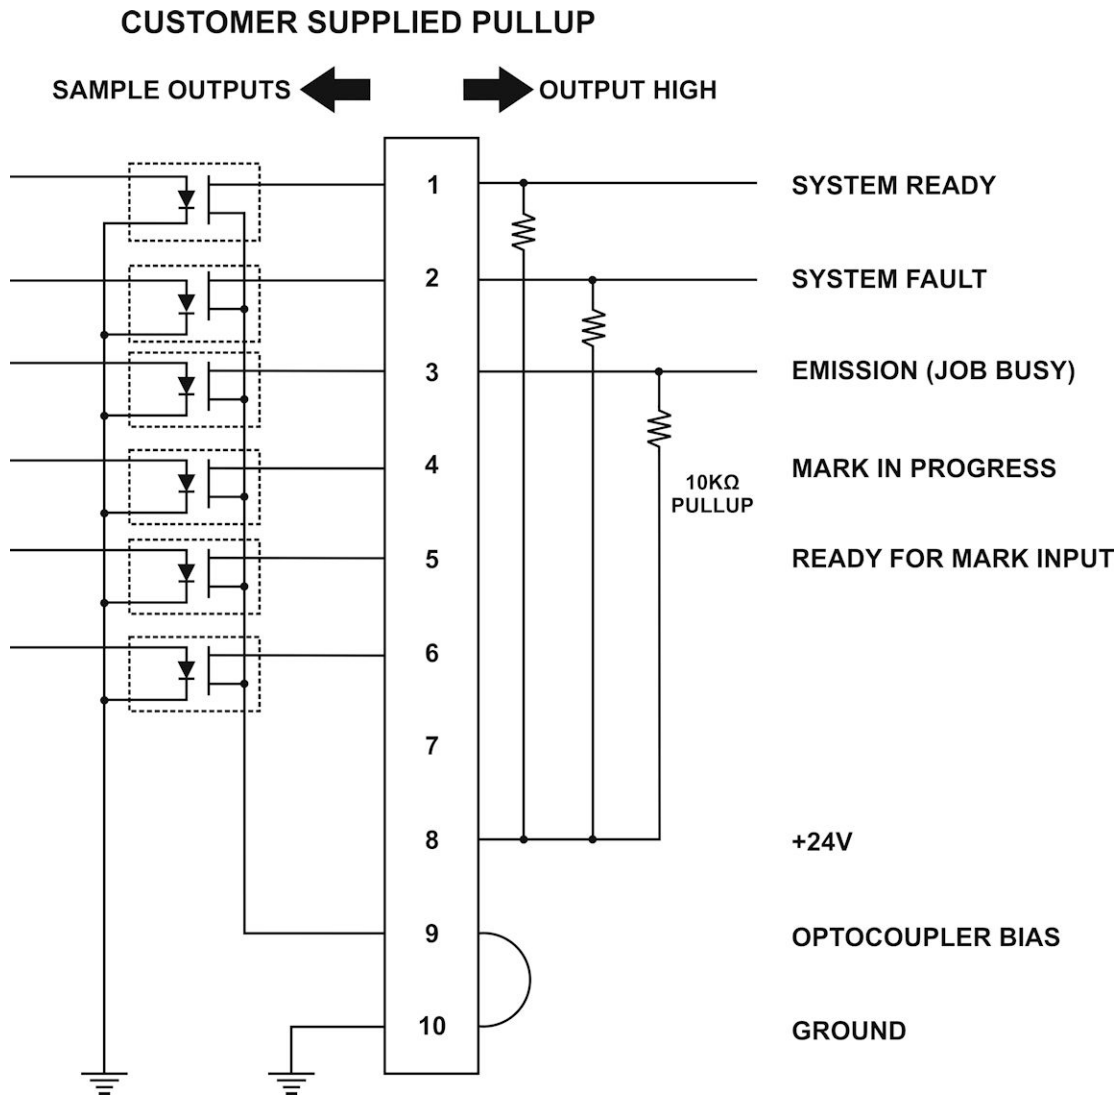 CUSTOMER SUPPLIED PULLUP
SAMPLE OUTPUTS
OUTPUT HIGH
1
SYSTEM READY
2
SYSTEM FAULT
3
EMISSION (JOB BUSY)
4
MARK IN PROGRESS
10KΩ
PULLUP
5
READY FOR MARK INPUT
6
7
8
+24V
9
OPTOCOUPLER BIAS
10
GROUND